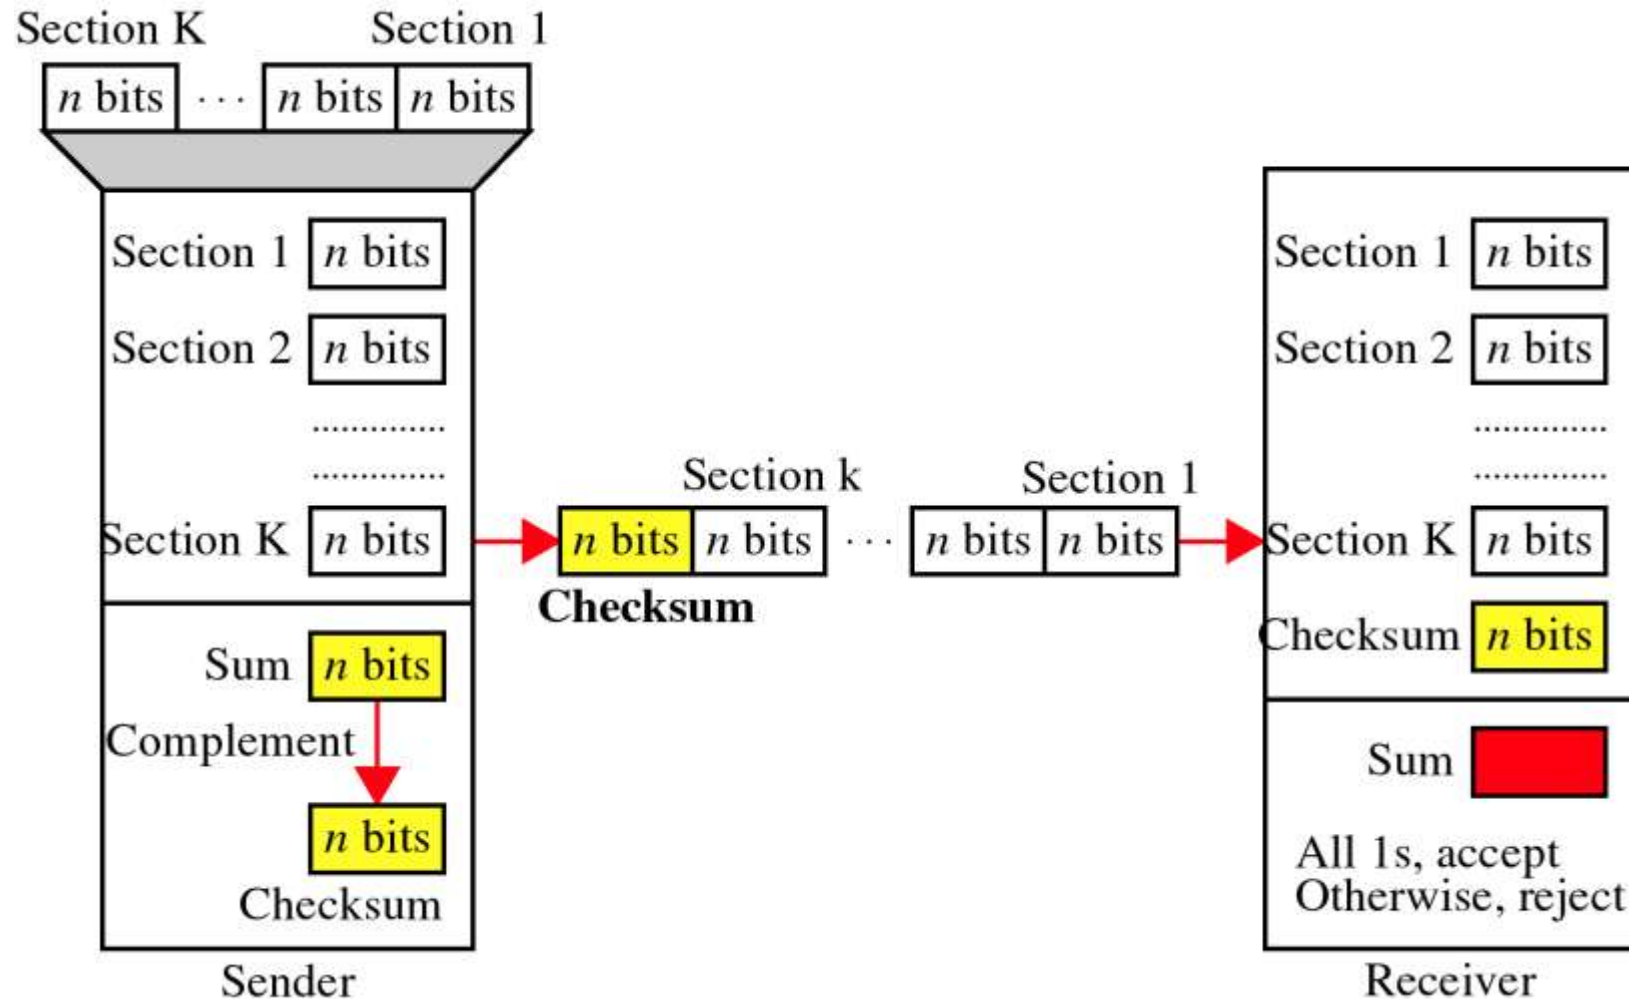 Section K Section 1
n bits ... n bits n bits
Section 1 n bits
Section 2 n bits
Section K n bits
Sum n bits
Complement
n bits
Checksum
Sender
Section k Section 1
n bits n bits ... n bits n bits
Checksum
Section 1 n bits
Section 2 n bits
Section K n bits
Checksum n bits
Sum
All 1s, accept
Otherwise, reject
Receiver